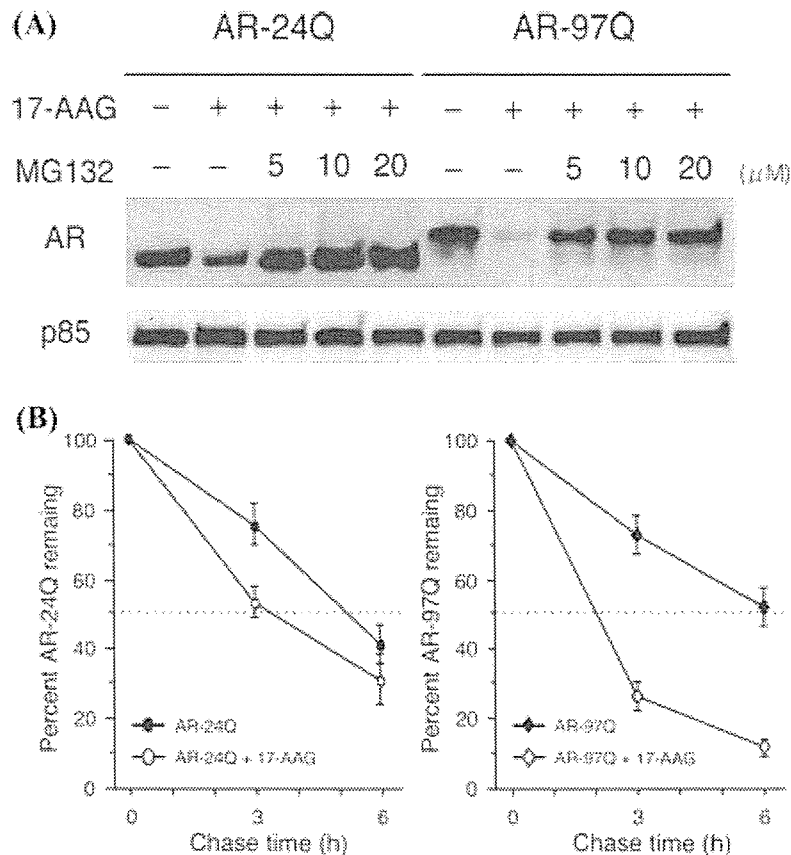 (A)
AR-24Q AR-97Q
17-AAG − + + + + − + + + +
MG132 − − 5 10 20 − − 5 10 20 (μM)
AR
p85
(B)
100
80
60
40
20
0
Percent AR-24Q remaing
AR-24Q
AR-24Q + 17-AAG
0 3 6
Chase time (h)
100
80
60
40
20
0
Percent AR-97Q remaing
AR-97Q
AR-97Q + 17-AAG
0 3 6
Chase time (h)